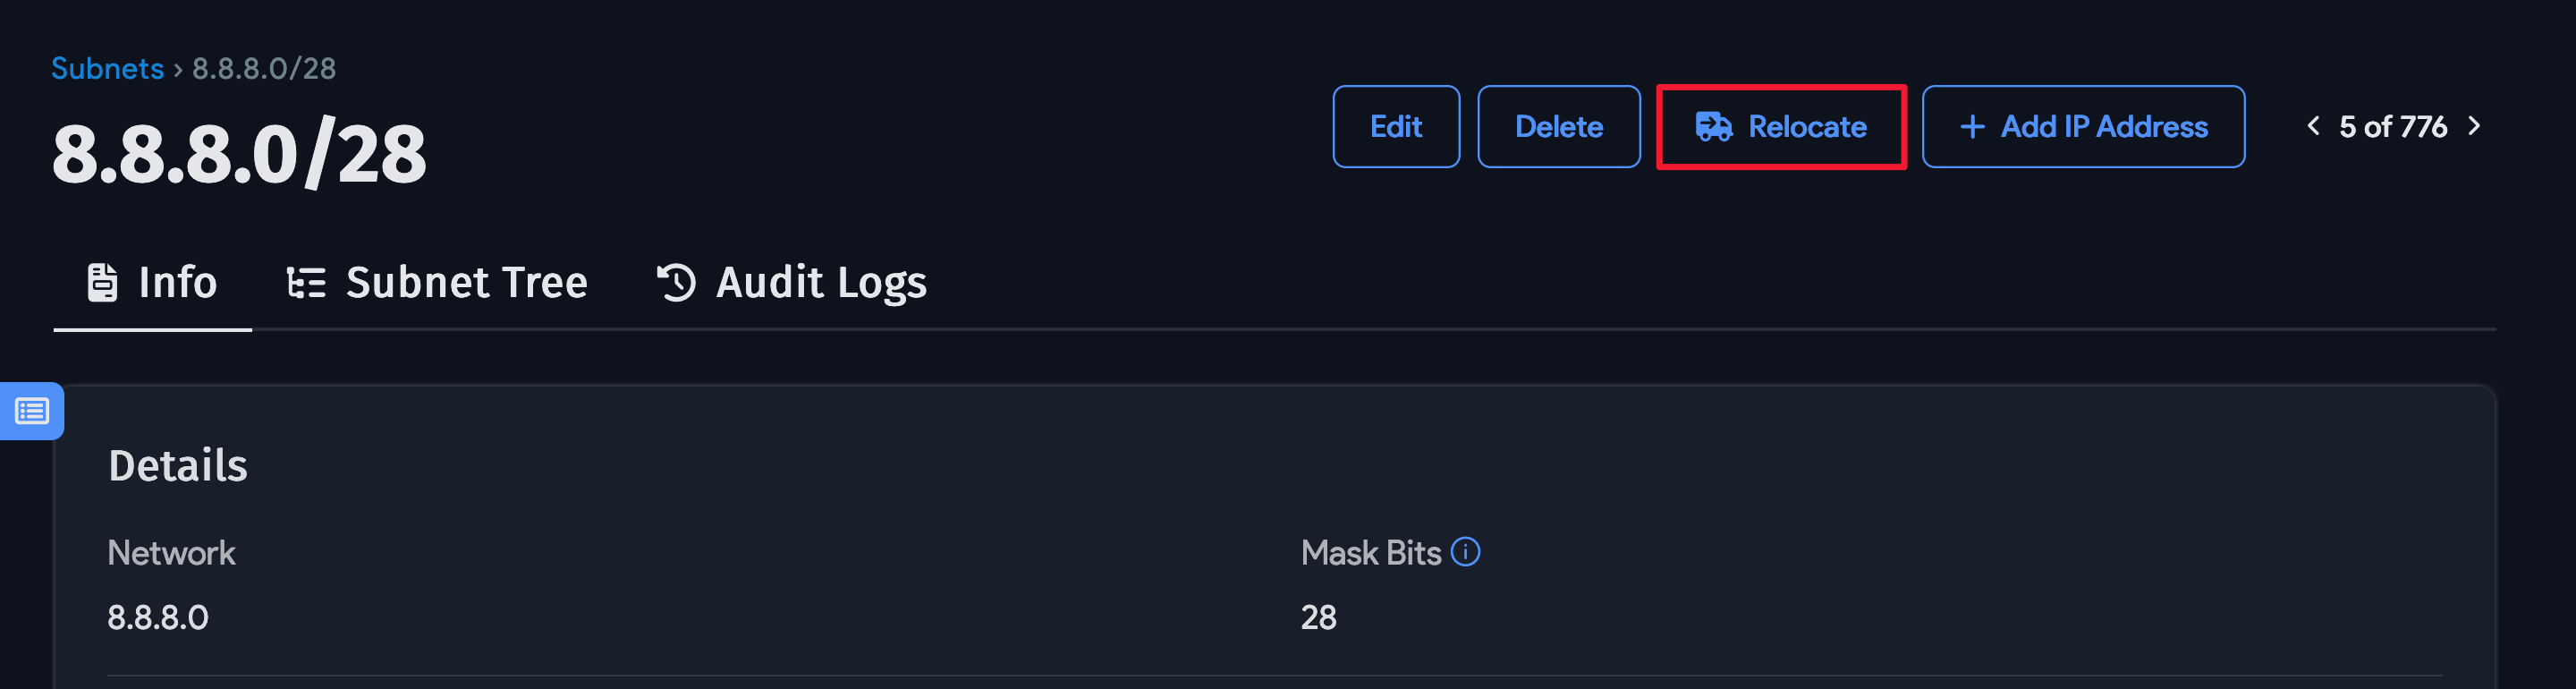 Subnets › 8.8.8.0/28
8.8.8.0/28
Edit
Delete
Relocate
+ Add IP Address
‹ 5 of 776 ›
Info
Subnet Tree
Audit Logs
Details
Network
Mask Bits
8.8.8.0
28